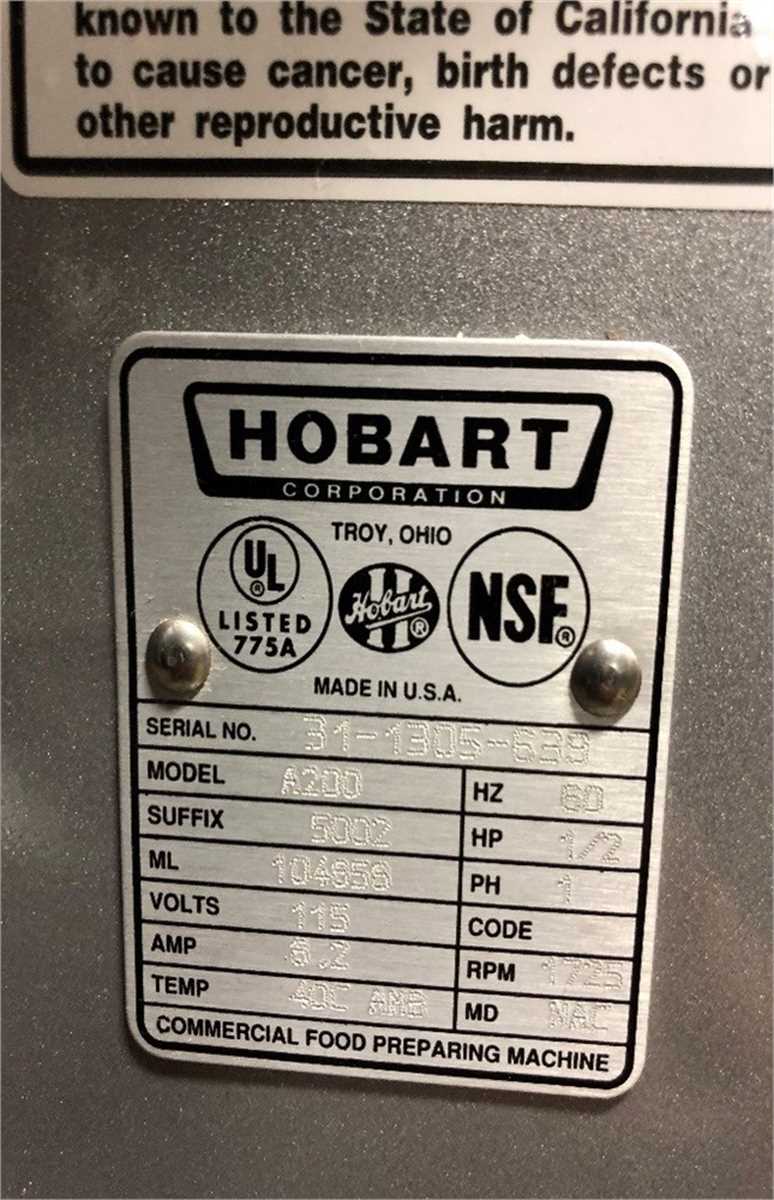 known to the State of California
to cause cancer, birth defects or
other reproductive harm.
HOBART
CORPORATION
TROY, OHIO
UL ®
LISTED
775A
Hobart ®
NSF®
MADE IN U.S.A.
SERIAL NO. 31-1305-639
MODEL A200
HZ 60
SUFFIX 5002
HP 1/2
ML 104656
PH 1
VOLTS 115
CODE
AMP 8.2
RPM 1725
TEMP 40C AMB
MD NAC
COMMERCIAL FOOD PREPARING MACHINE